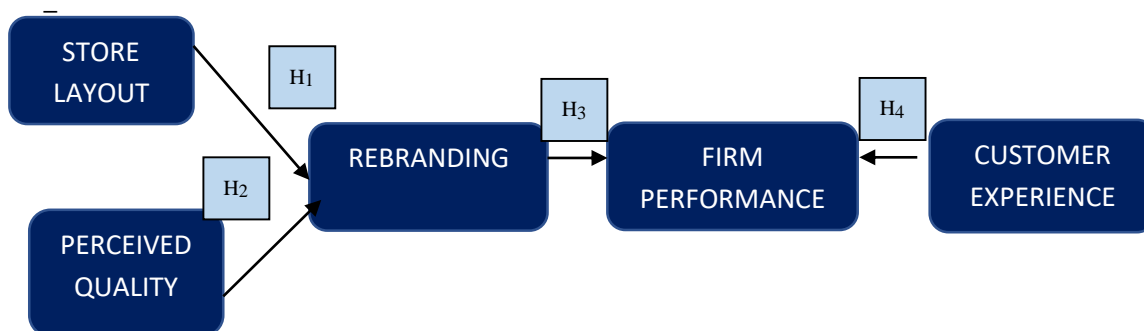 STORE
LAYOUT
H1
H2
PERCEIVED
QUALITY
REBRANDING
H3
FIRM
PERFORMANCE
H4
CUSTOMER
EXPERIENCE